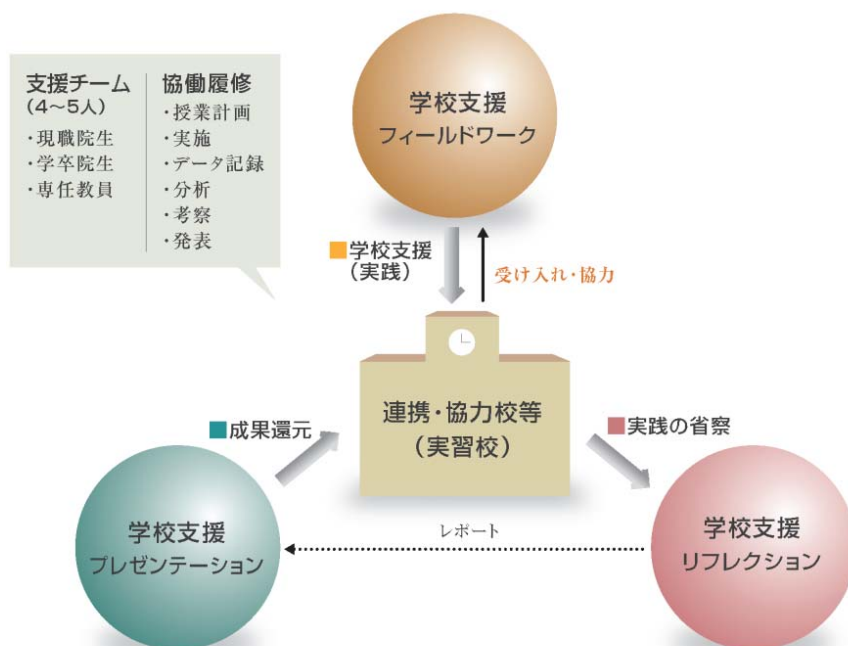 支援チーム
(4〜5人)
・現職院生
・学卒院生
・専任教員
協働履修
・授業計画
・実施
・データ記録
・分析
・考察
・発表
学校支援
フィールドワーク
■学校支援
(実践)
受け入れ・協力
連携・協力校等
(実習校)
■成果還元
■実践の省察
学校支援
プレゼンテーション
レポート
学校支援
リフレクション